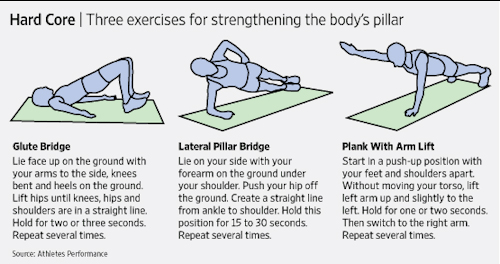 Hard Core | Three exercises for strengthening the body's pillar
Glute Bridge
Lie face up on the ground with
your arms to the side, knees
bent and heels on the ground.
Lift hips until knees, hips and
shoulders are in a straight line.
Hold for two or three seconds.
Repeat several times.
Lateral Pillar Bridge
Lie on your side with your
forearm on the ground under
your shoulder. Push your hip off
the ground. Create a straight line
from ankle to shoulder. Hold this
position for 15 to 30 seconds.
Repeat several times.
Plank With Arm Lift
Start in a push-up position with
your feet and shoulders apart.
Without moving your torso, lift
left arm up and slightly to the
left. Hold for one or two seconds.
Then switch to the right arm.
Repeat several times.
Source: Athletes Performance